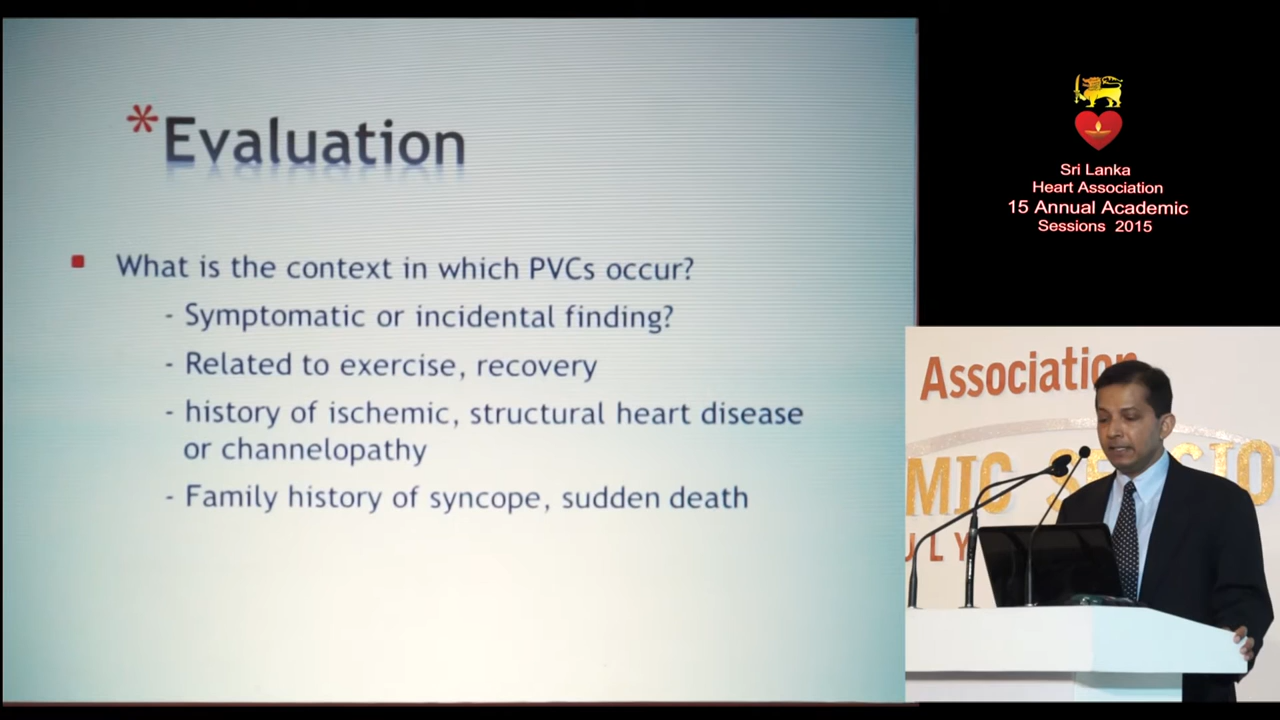 *Evaluation
▪ What is the context in which PVCs occur?
- Symptomatic or incidental finding?
- Related to exercise, recovery
- history of ischemic, structural heart disease
or channelopathy
- Family history of syncope, sudden death
Sri Lanka
Heart Association
15 Annual Academic
Sessions 2015
Association
MIC
ULY